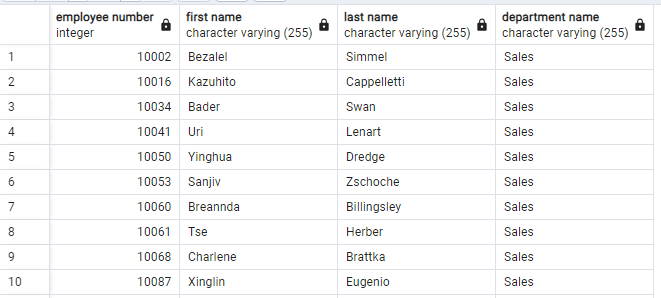 employee number first name last name department name
integer character varying (255) character varying (255) character varying (255)
1 10002 Bezalel Simmel Sales
2 10016 Kazuhito Cappelletti Sales
3 10034 Bader Swan Sales
4 10041 Uri Lenart Sales
5 10050 Yinghua Dredge Sales
6 10053 Sanjiv Zschoche Sales
7 10060 Breannda Billingsley Sales
8 10061 Tse Herber Sales
9 10068 Charlene Brattka Sales
10 10087 Xinglin Eugenio Sales